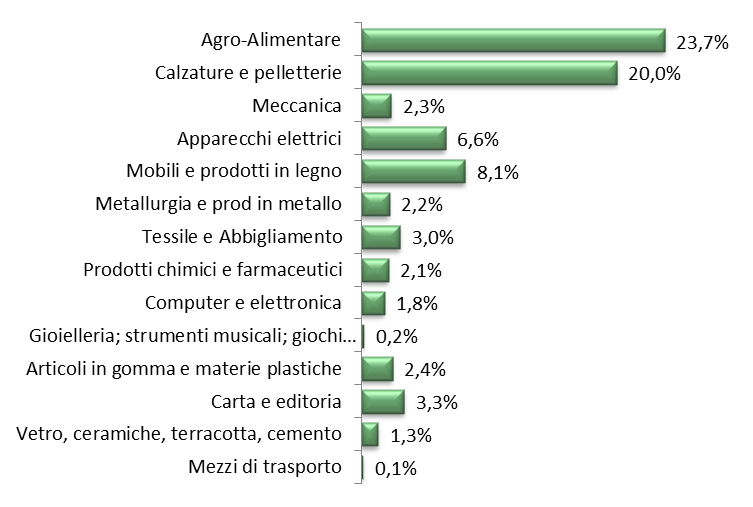 Agro-Alimentare 23,7%
Calzature e pelletterie 20,0%
Meccanica 2,3%
Apparecchi elettrici 6,6%
Mobili e prodotti in legno 8,1%
Metallurgia e prod in metallo 2,2%
Tessile e Abbigliamento 3,0%
Prodotti chimici e farmaceutici 2,1%
Computer e elettronica 1,8%
Gioielleria; strumenti musicali; giochi... 0,2%
Articoli in gomma e materie plastiche 2,4%
Carta e editoria 3,3%
Vetro, ceramiche, terracotta, cemento 1,3%
Mezzi di trasporto 0,1%